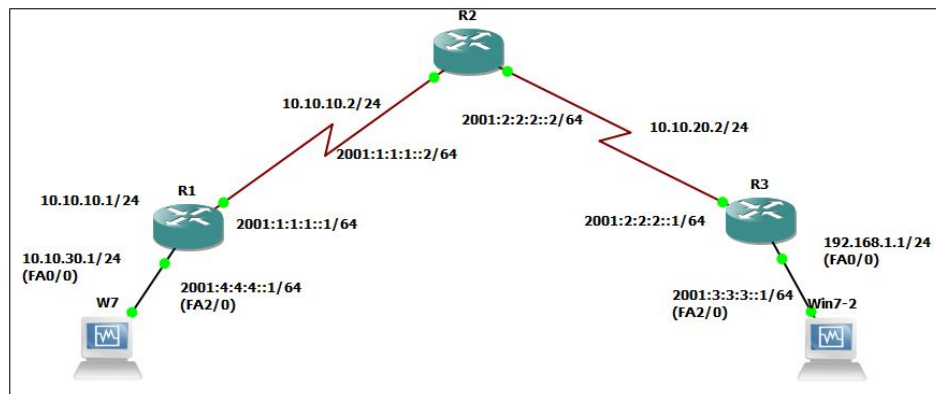 R2
10.10.10.2/24
2001:2:2:2::2/64
10.10.20.2/24
2001:1:1:1::2/64
R1
R3
10.10.10.1/24
2001:1:1:1::1/64
2001:2:2:2::1/64
192.168.1.1/24
(FA0/0)
10.10.30.1/24
(FA0/0)
2001:4:4:4::1/64
(FA2/0)
2001:3:3:3::1/64
(FA2/0)
W7
Win7-2